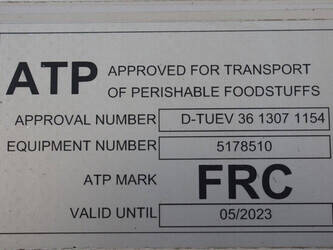 ATP APPROVED FOR TRANSPORT
OF PERISHABLE FOODSTUFFS
APPROVAL NUMBER D-TUEV 36 1307 1154
EQUIPMENT NUMBER 5178510
ATP MARK FRC
VALID UNTIL 05/2023